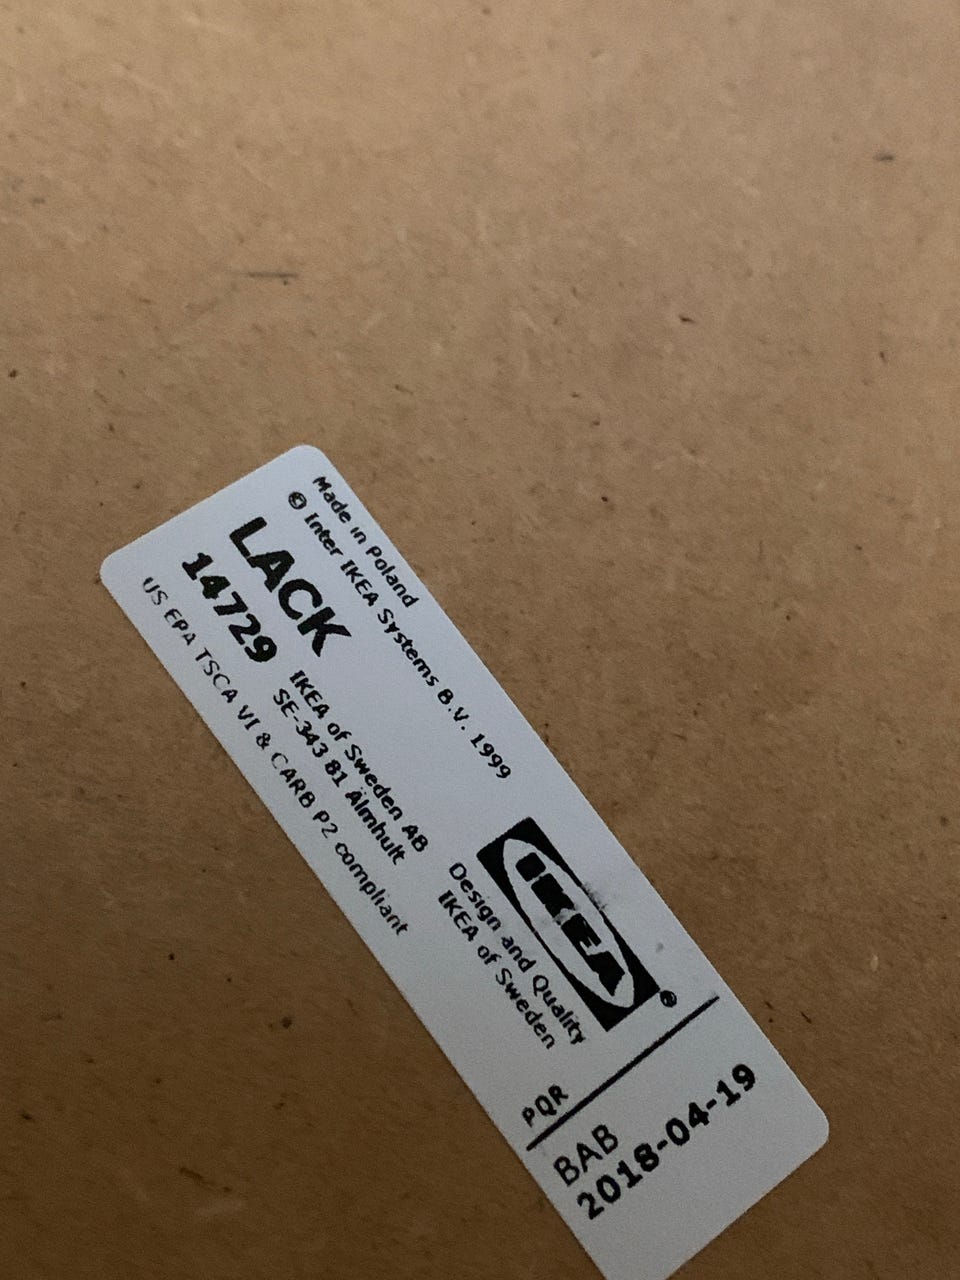 Made in Poland
© Inter IKEA Systems B.V. 1999
LACK
14729
IKEA of Sweden AB
SE-343 81 Älmhult
US EPA TSCA VI & CARB P2 compliant
IKEA®
Design and Quality
IKEA of Sweden
PQR
BAB
2018-04-19